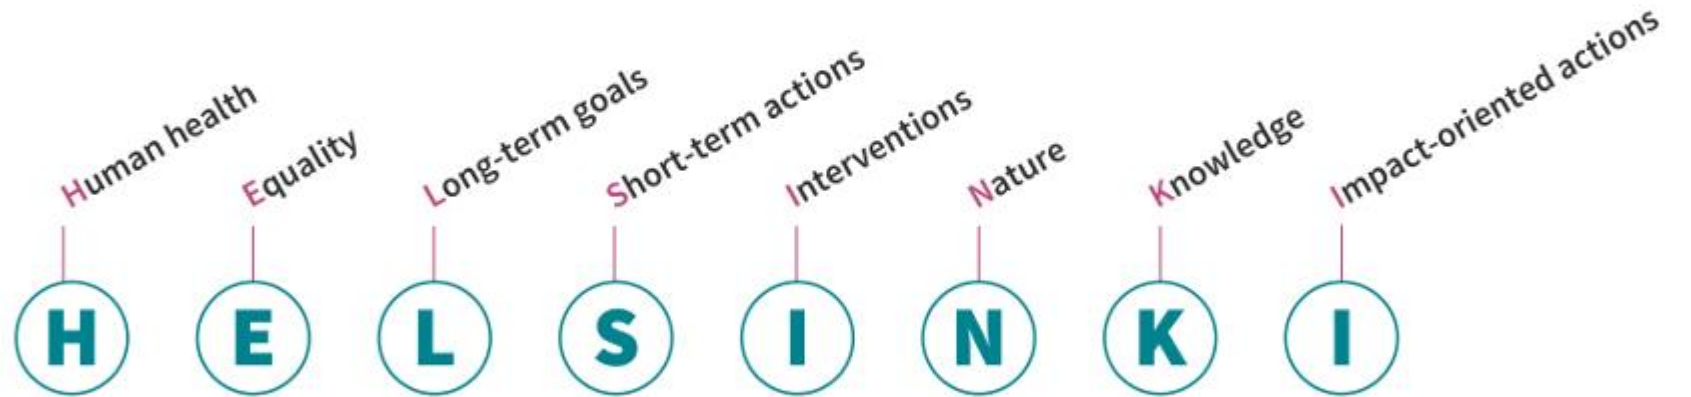 Human health
Equality
Long-term goals
Short-term actions
Interventions
Nature
Knowledge
Impact-oriented actions
H E L S I N K I